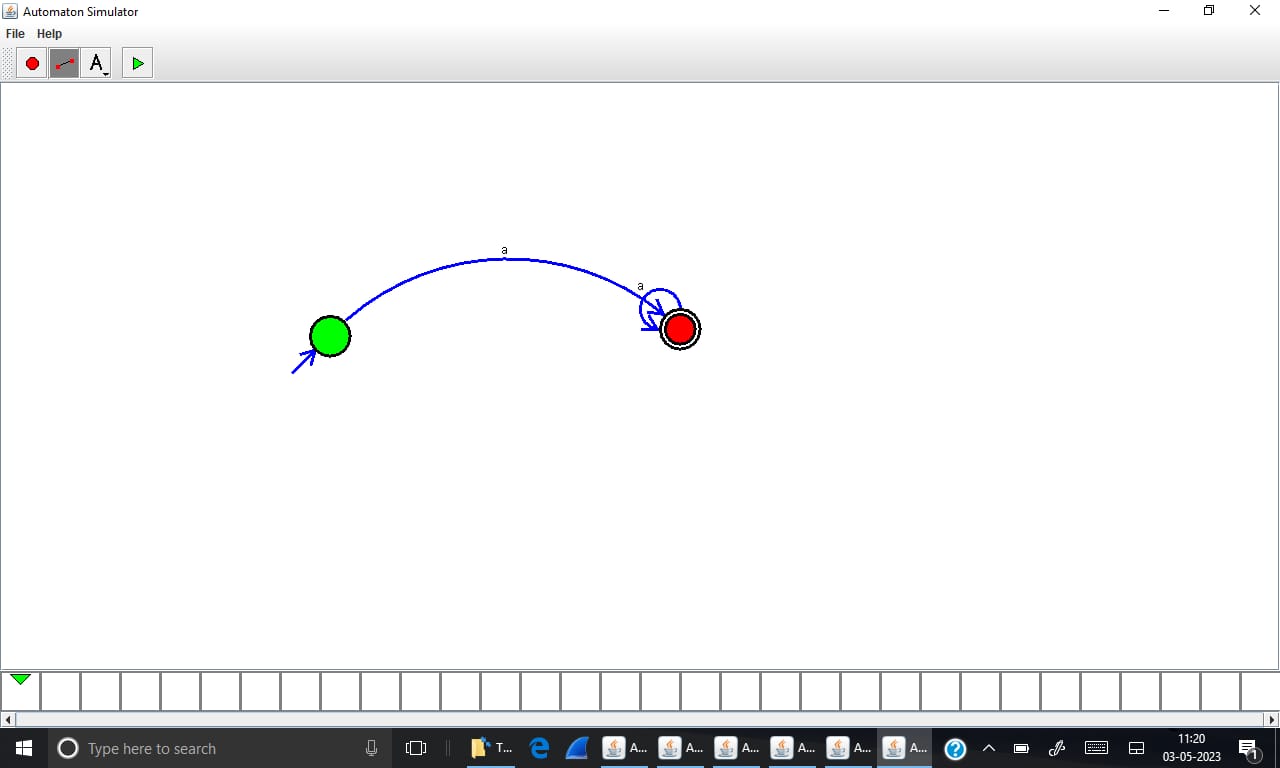 Automaton Simulator
File Help
A
a
a
Type here to search
T...
A...
A...
A...
A...
A...
A...
11:20
03-05-2023
1